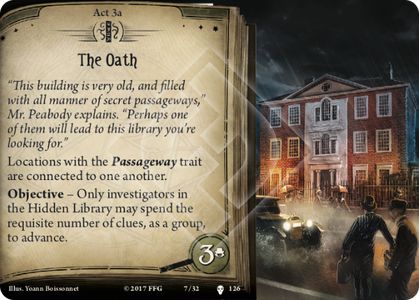 Act 3a
The Oath
“This building is very old, and filled
with all manner of secret passageways,”
Mr. Peabody explains. “Perhaps one
of them will lead to this library you’re
looking for.”
Locations with the Passageway trait
are connected to one another.
Objective – Only investigators in
the Hidden Library may spend the
requisite number of clues, as a group,
to advance.
3
Illus. Yoann Boissonnet
© 2017 FFG
7/32
126